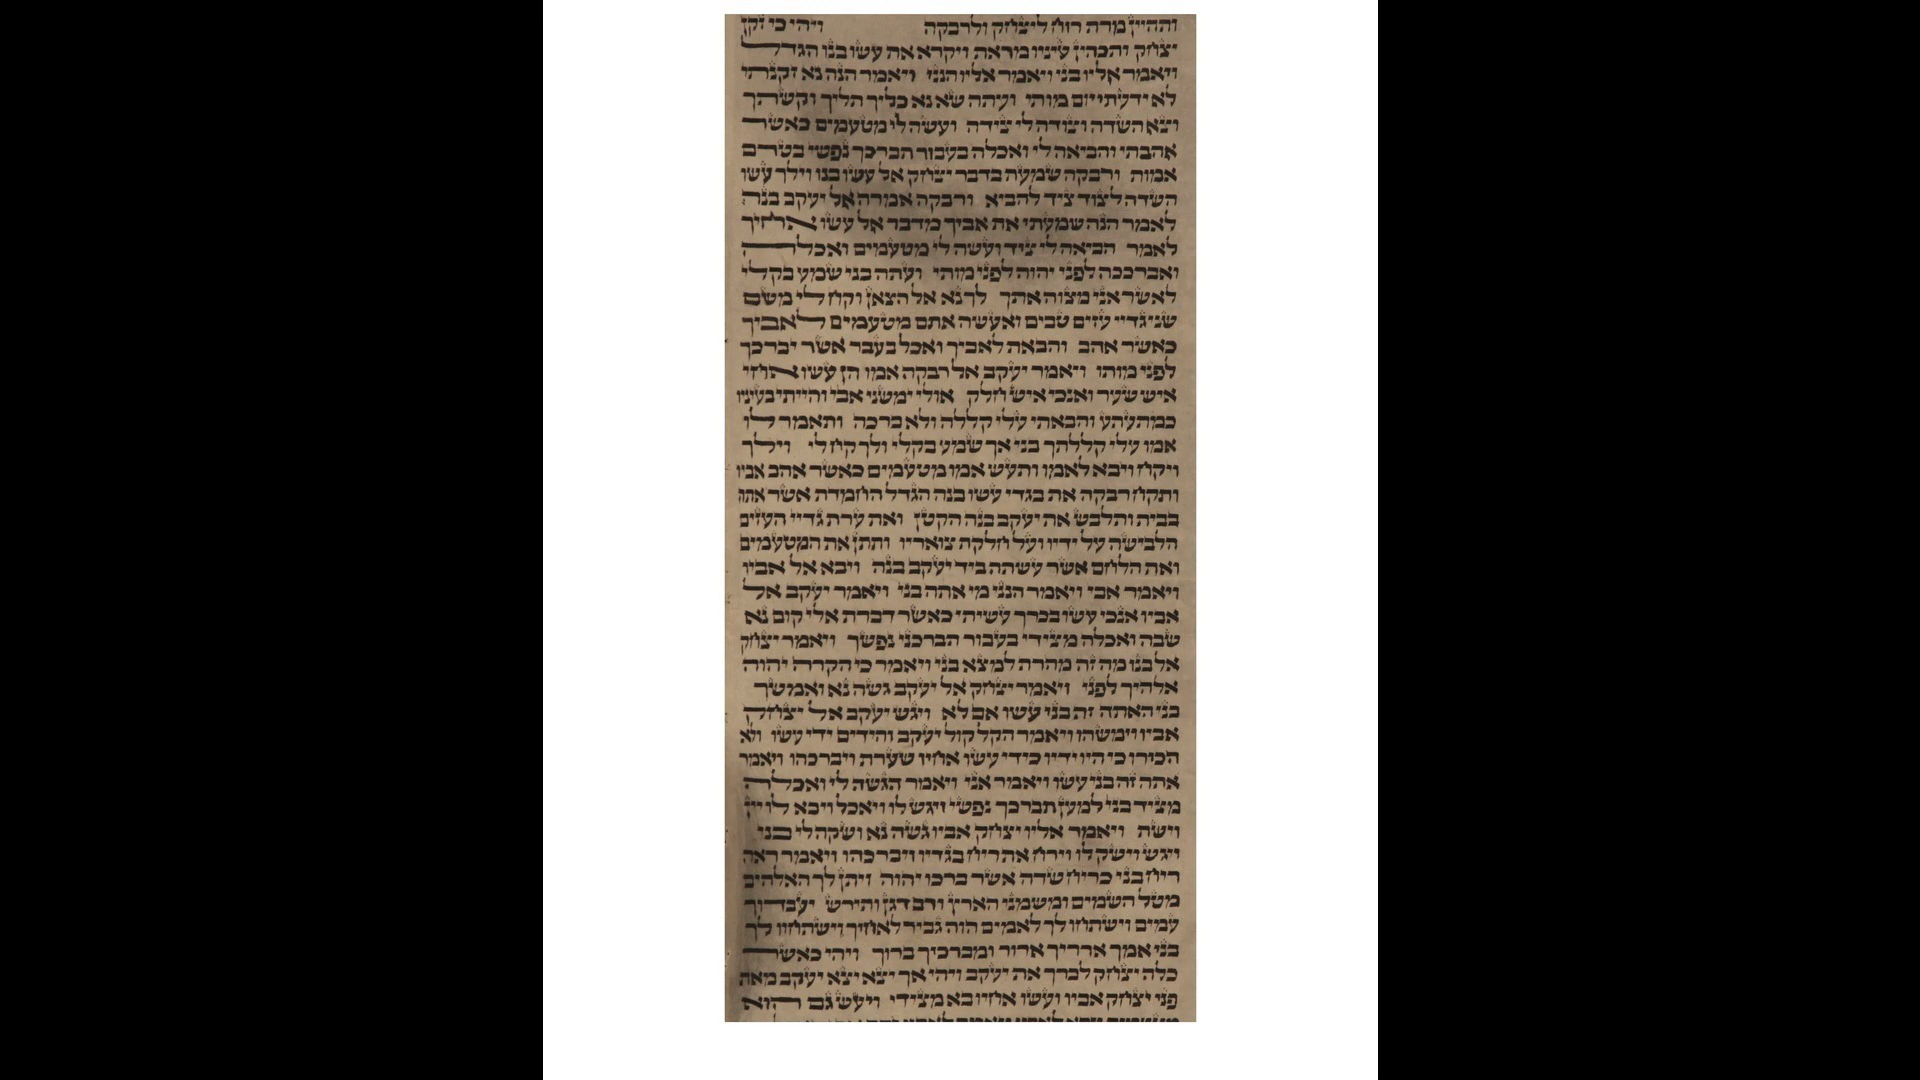 ותהיין מרת רוח ליצחק ולרבקה ויהי כי זקן
יצחק ותכהין עיניו מראת ויקרא את עשו בנו הגדל
ויאמר אליו בני ויאמר אליו הנני ויאמר הנה נא זקנתי
לא ידעתי יום מותי ועתה שא נא כליך תליך וקשתך
וצא השדה וצודה לי צידה ועשה לי מטעמים כאשר
אהבתי והביאה לי ואכלה בעבור תברכך נפשי בטרם
אמות ורבקה שמעת בדבר יצחק אל עשו בנו וילך עשו
השדה לצוד ציד להביא ורבקה אמרה אל יעקב בנה
לאמר הנה שמעתי את אביך מדבר אל עשו אחיך
לאמר הביאה לי ציד ועשה לי מטעמים ואכלה
ואברככה לפני יהוה לפני מותי ועתה בני שמע בקלי
לאשר אני מצוה אתך לך נא אל הצאן וקח לי משם
שני גדיי עזים טבים ואעשה אתם מטעמים לאביך
כאשר אהב והבאת לאביך ואכל בעבר אשר יברכך
לפני מותו ויאמר יעקב אל רבקה אמו הן עשו אחי
איש שער ואנכי איש חלק אולי ימשני אבי והייתי בעיניו
כמתעתע והבאתי עלי קללה ולא ברכה ותאמר לו
אמו עלי קללתך בני אך שמע בקלי ולך קח לי וילך
ויקח ויבא לאמו ותעש אמו מטעמים כאשר אהב אביו
ותקח רבקה את בגדי עשו בנה הגדל החמדת אשר אתה
בבית ותלבש את יעקב בנה הקטן ואת ערת גדיי העזים
הלבישה על ידיו ועל חלקת צואריו ותתן את המטעמים
ואת הלחם אשר עשתה ביד יעקב בנה ויבא אל אביו
ויאמר אבי ויאמר הנני מי אתה בני ויאמר יעקב אל
אביו אנכי עשו בכרך עשיתי כאשר דברת אלי קום נא
שבה ואכלה מצידי בעבור תברכני נפשך ויאמר יצחק
אל בנו מה זה מהרת למצא בני ויאמר כי הקרה יהוה
אלהיך לפני ויאמר יצחק אל יעקב גשה נא ואמשך
בני האתה זה בני עשו אם לא ויגש יעקב אל יצחק
אביו וימשהו ויאמר הקל קול יעקב והידים ידי עשו ולא
הכירו כי היו ידיו כידי עשו אחיו שערת ויברכהו ויאמר
אתה זה בני עשו ויאמר אני ויאמר הגשה לי ואכלה
מציד בני למען תברכך נפשי ויגש לו ויאכל ויבא לו יין
וישת ויאמר אליו יצחק אביו גשה נא ושקה לי בני
ויגש וישק לו וירח את ריח בגדיו ויברכהו ויאמר ראה
ריח בני כריח שדה אשר ברכו יהוה ויתן לך האלהים
מטל השמים ומשמני הארץ ורב דגן ותירש יעבדוך
עמים וישתחו לך לאמים הוה גביר לאחיך וישתחוו לך
בני אמך ארריך ארור ומברכיך ברוך ויהי כאשר
כלה יצחק לברך את יעקב ויהי אך יצא יצא יעקב מאת
פני יצחק אביו ועשו אחיו בא מצידו ויעש גם הוא